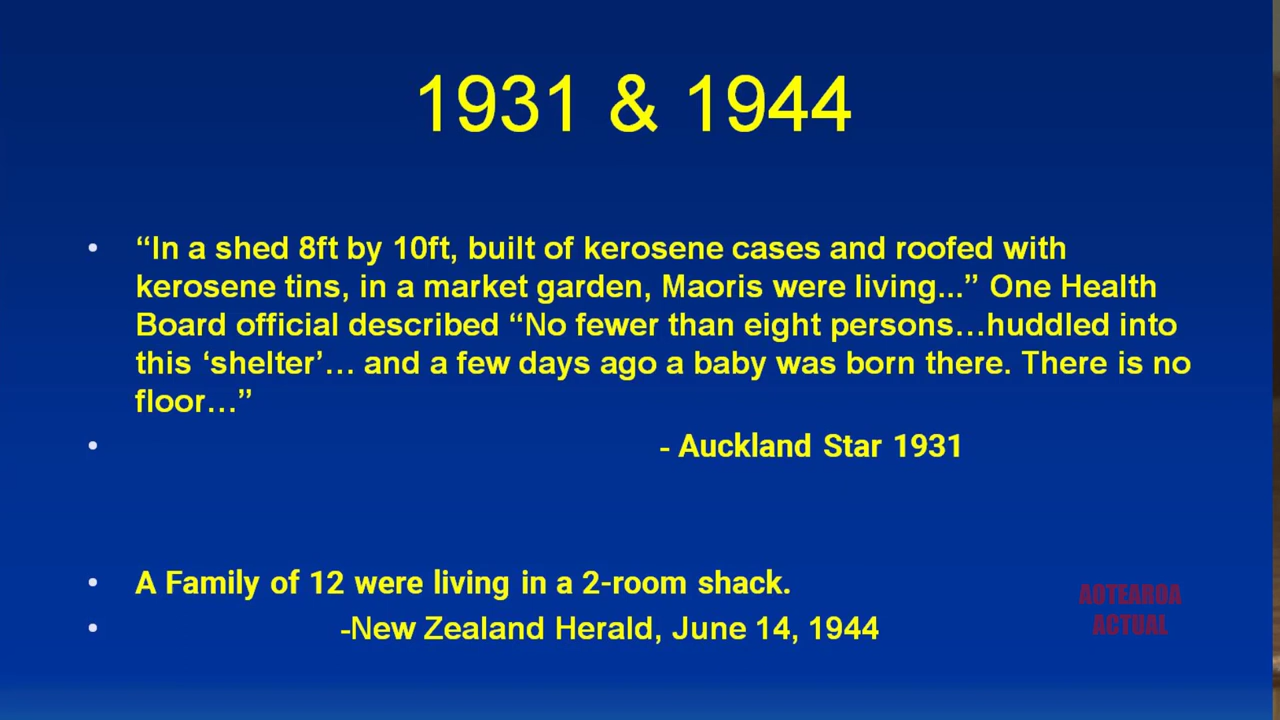 1931 & 1944
• “In a shed 8ft by 10ft, built of kerosene cases and roofed with
kerosene tins, in a market garden, Maoris were living...” One Health
Board official described “No fewer than eight persons…huddled into
this ‘shelter’… and a few days ago a baby was born there. There is no
floor…”
• - Auckland Star 1931
• A Family of 12 were living in a 2-room shack.
• -New Zealand Herald, June 14, 1944
AOTEAROA
ACTUAL